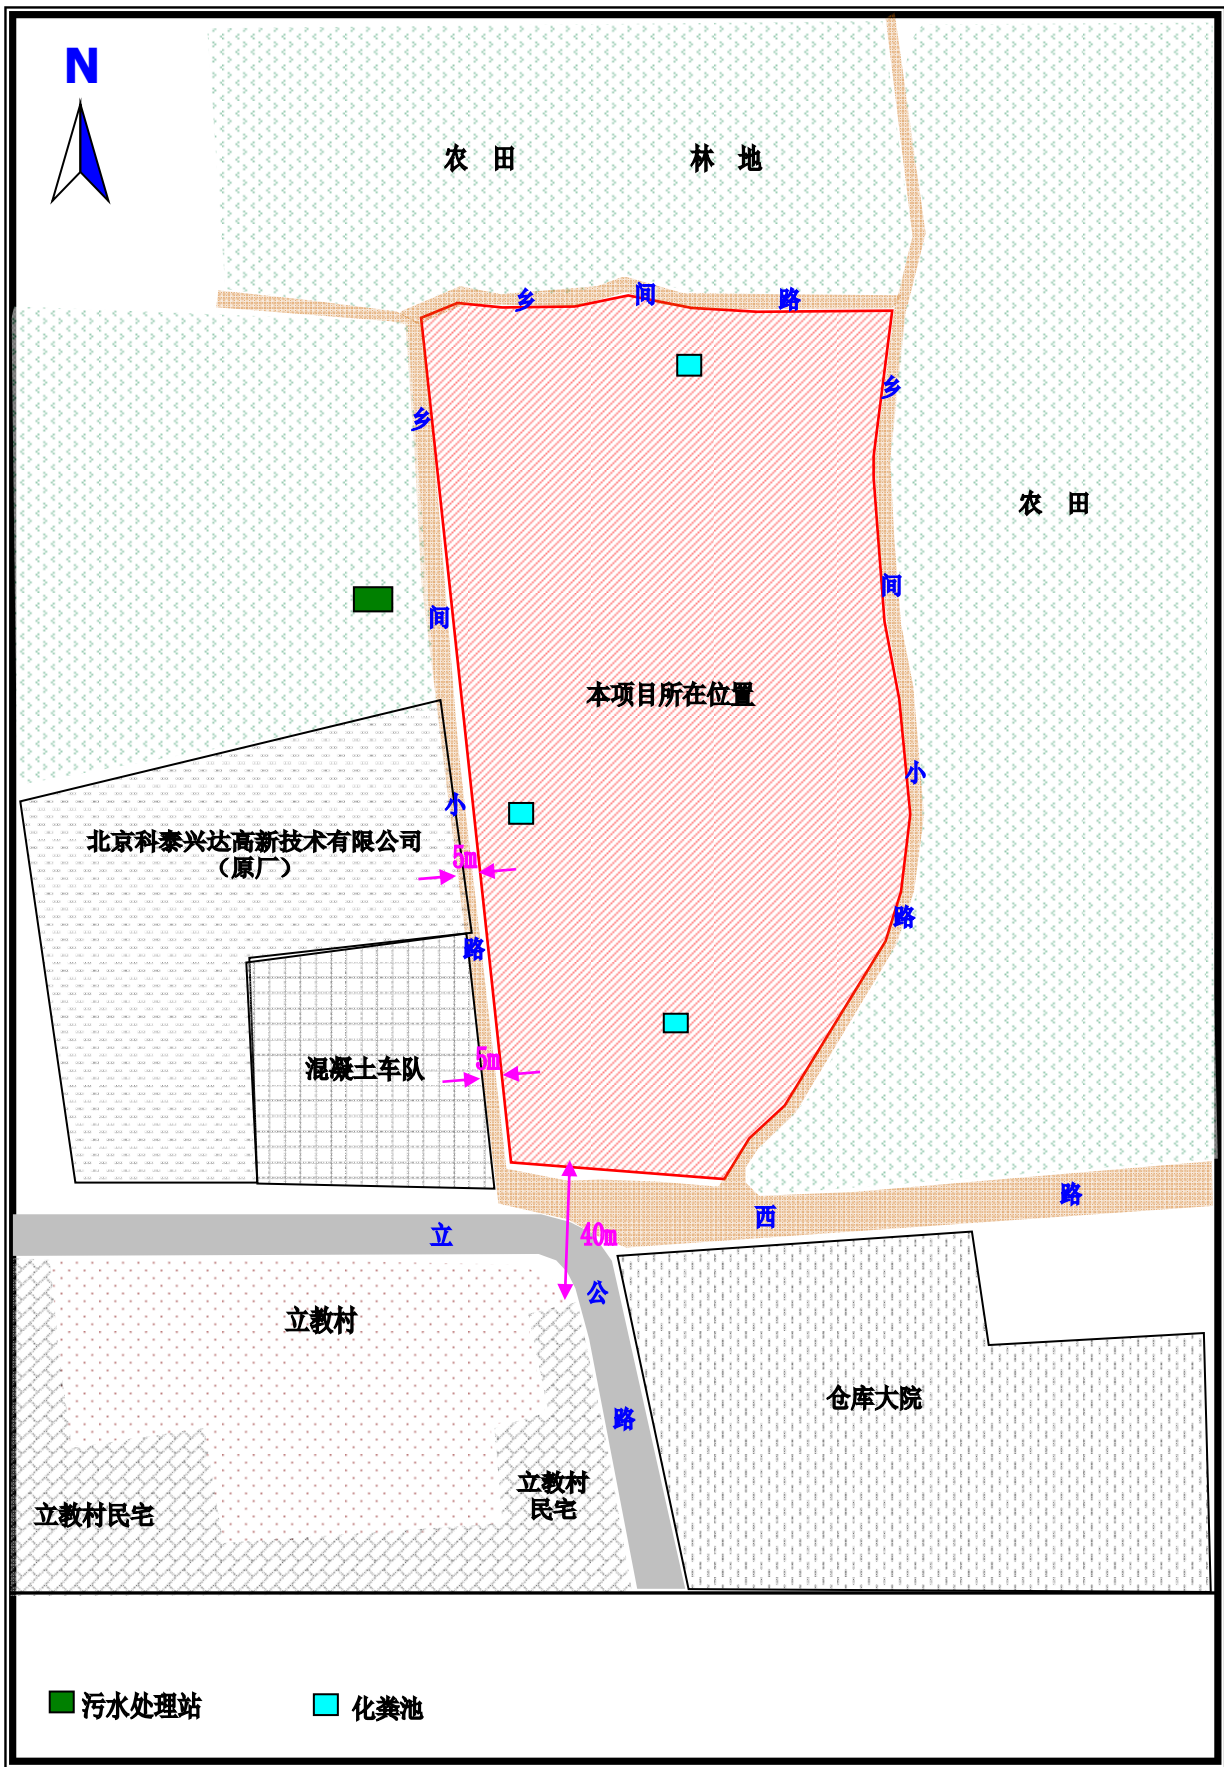 N
农 田
林 地
乡 间 路
乡 间 小 路
乡 间 小 路
农 田
本项目所在位置
北京科泰兴达高新技术有限公司
（原厂）
5m
混凝土车队
5m
40m
立 西 路
立教村
公 路
仓库大院
立教村
民宅
立教村民宅
污水处理站
化粪池